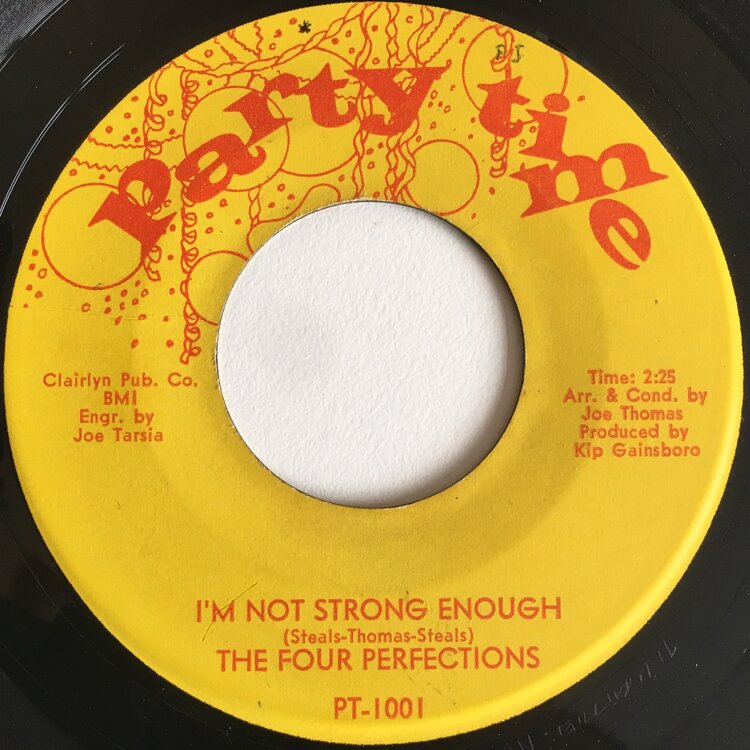 Party time
Clairlyn Pub. Co.
BMI
Engr. by
Joe Tarsia
Time: 2:25
Arr. & Cond. by
Joe Thomas
Produced by
Kip Gainsboro
I'M NOT STRONG ENOUGH
(Steals-Thomas-Steals)
THE FOUR PERFECTIONS
PT-1001